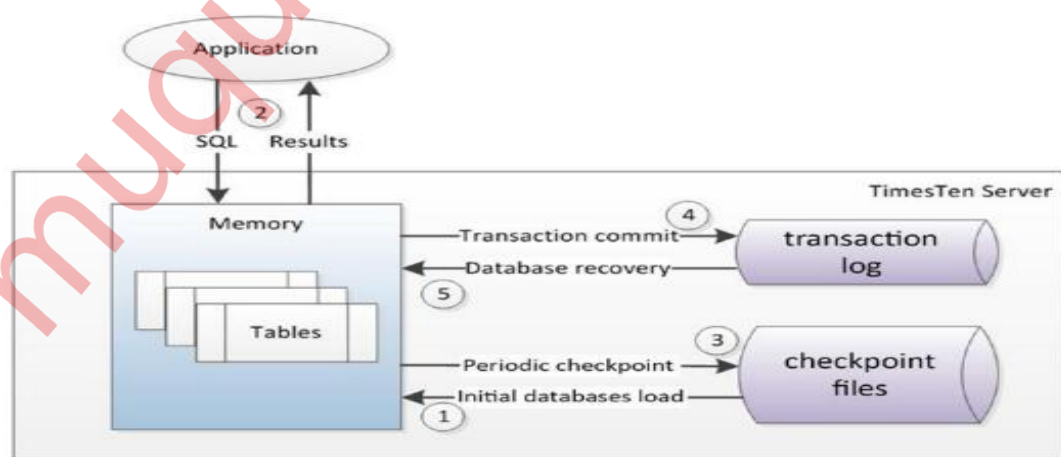 Application
2
SQL Results
TimesTen Server
Memory
4
Transaction commit
transaction
log
Database recovery
5
Tables
3
Periodic checkpoint
checkpoint
files
Initial databases load
1
muqu